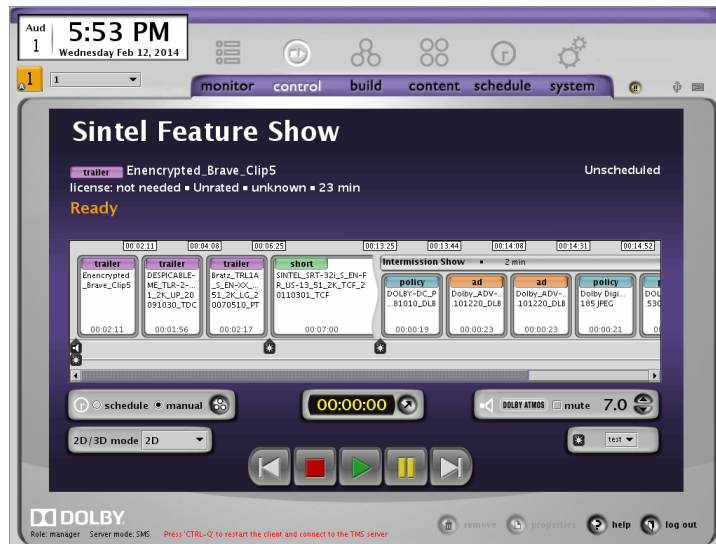 Aud
1
5:53 PM
Wednesday Feb 12, 2014
1
A
1
monitor control build content schedule system
Sintel Feature Show
trailer Enencrypted_Brave_Clip5 Unscheduled
license: not needed ▪ Unrated ▪ unknown ▪ 23 min
Ready
00:02:11 00:04:08 00:06:25 00:13:25 00:13:44 00:14:08 00:14:31 00:14:52
trailer trailer trailer short Intermission Show ▪ 2 min
Encrypted
_Brave_Clip5
00:02:11
DESPICABLE-
ME_TLR-2-...
1_2K_UP_20
091030_TDC
00:01:56
Bratz_TRL1A
_S_EN-XX_...
51_2K_LG_2
0070510_PT
00:02:17
SINTEL_SRT-32i_S_EN-F
R_US-13_51_2K_TCF_2
0110301_TCF
00:07:00
policy
DOLBY-DC_P
...81010_DLB
00:00:19
ad
Dolby_ADV-...
.101220_DLB
00:00:23
ad
Dolby_ADV-...
.101220_DLB
00:00:23
policy
Dolby Digi...
185 JPEG
00:00:21
DOL
.530
00
schedule manual
00:00:00
DOLBY ATMOS mute 7.0
2D/3D mode 2D
test
DOLBY
Role: manager Server mode: SMS Press 'CTRL-Q' to restart the client and connect to the TMS server
remove properties help log out